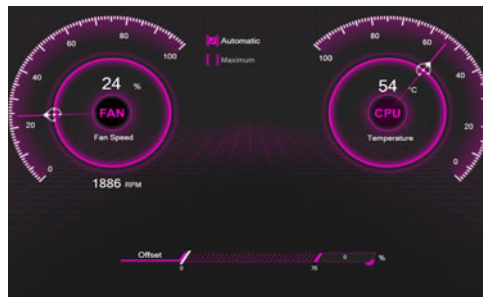 Automatic
Maximum
0
20
40
60
80
100
24 %
FAN
Fan Speed
1886 RPM
100
80
60
40
20
0
54 °C
CPU
Temperature
Offset
0
76
0 %